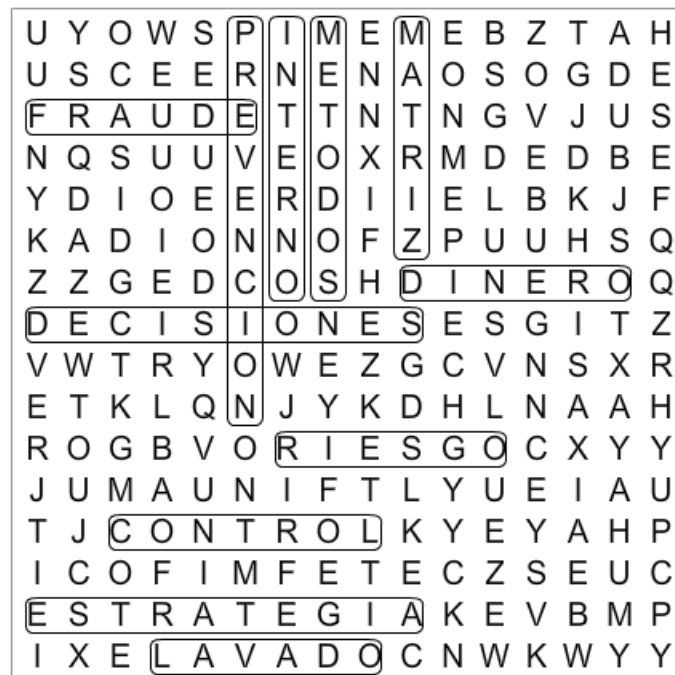 U Y O W S P I M E M E B Z T A H
U S C E E R N E N A O S O G D E
F R A U D E T T N T N G V J U S
N Q S U U V E O X R M D E D B E
Y D I O E E R D I I E L B K J F
K A D I O N N O F Z P U U H S Q
Z Z G E D C O S H D I N E R O Q
D E C I S I O N E S E S G I T Z
V W T R Y O W E Z G C V N S X R
E T K L Q N J Y K D H L N A A H
R O G B V O R I E S G O C X Y Y
J U M A U N I F T L Y U E I A U
T J C O N T R O L K Y E Y A H P
I C O F I M F E T E C Z S E U C
E S T R A T E G I A K E V B M P
I X E L A V A D O C N W K W Y Y